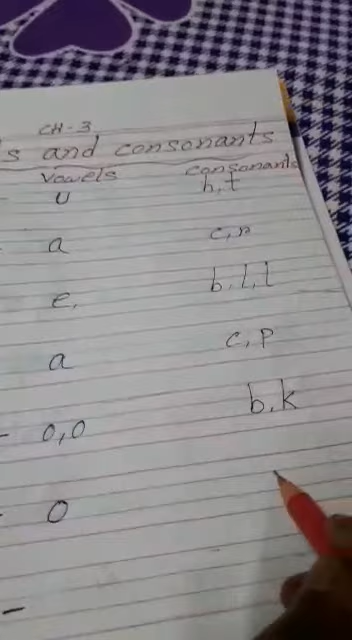 CH-3
s and consonants
Vowels consonants
u h,t
a c,n
e, b,l,l
a c,p
- o,o b,k
- o
-